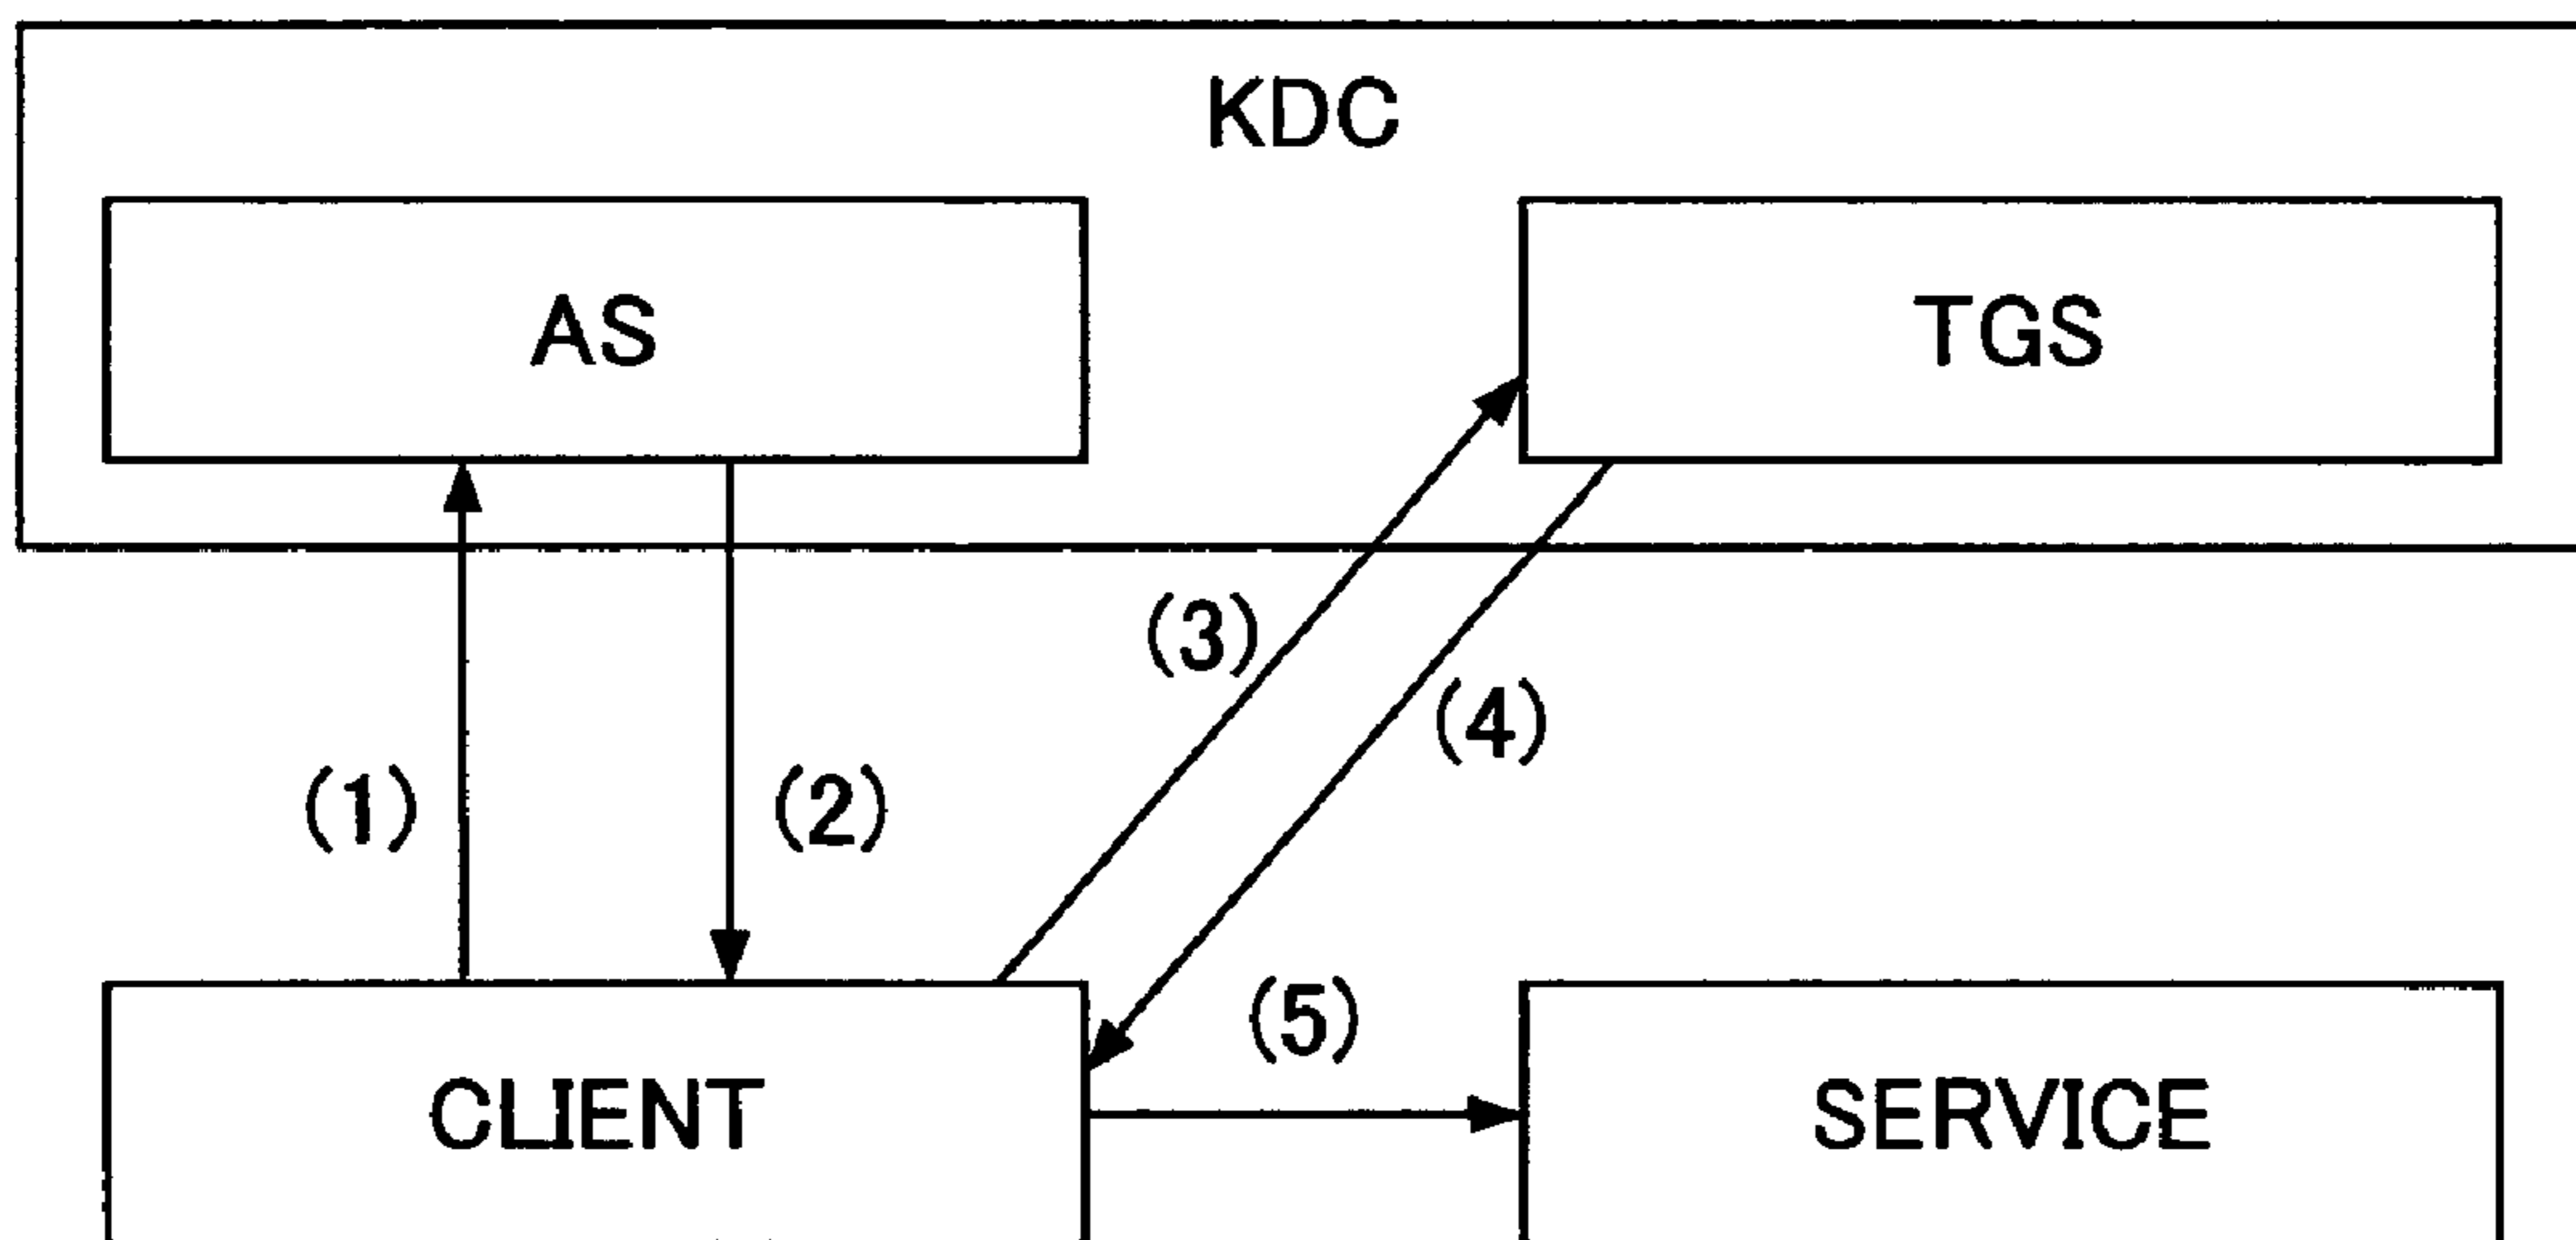 KDC
AS
TGS
(3)
(4)
(1)
(2)
(5)
CLIENT
SERVICE